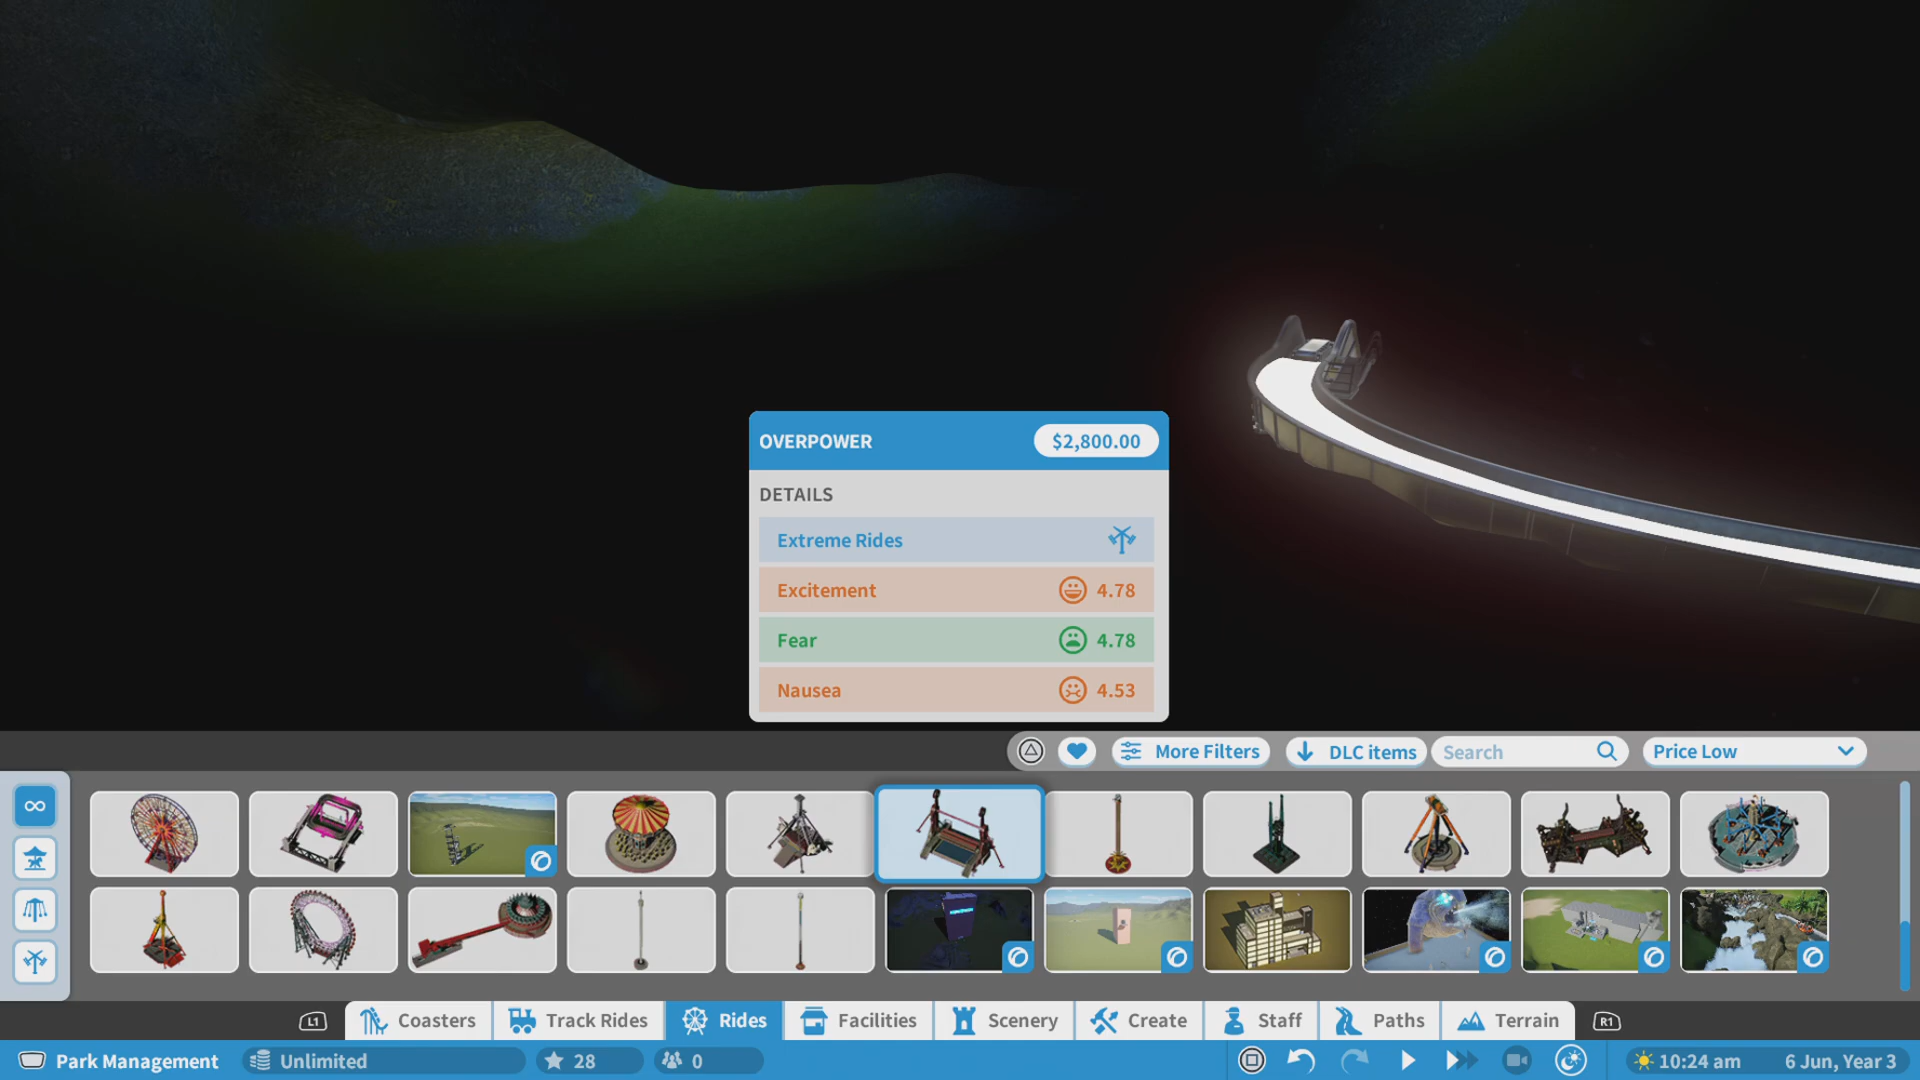 OVERPOWER $2,800.00
DETAILS
Extreme Rides
Excitement 4.78
Fear 4.78
Nausea 4.53
More Filters DLC items Search Price Low
L1 Coasters Track Rides Rides Facilities Scenery Create Staff Paths Terrain R1
Park Management Unlimited 28 0 10:24 am 6 Jun, Year 3